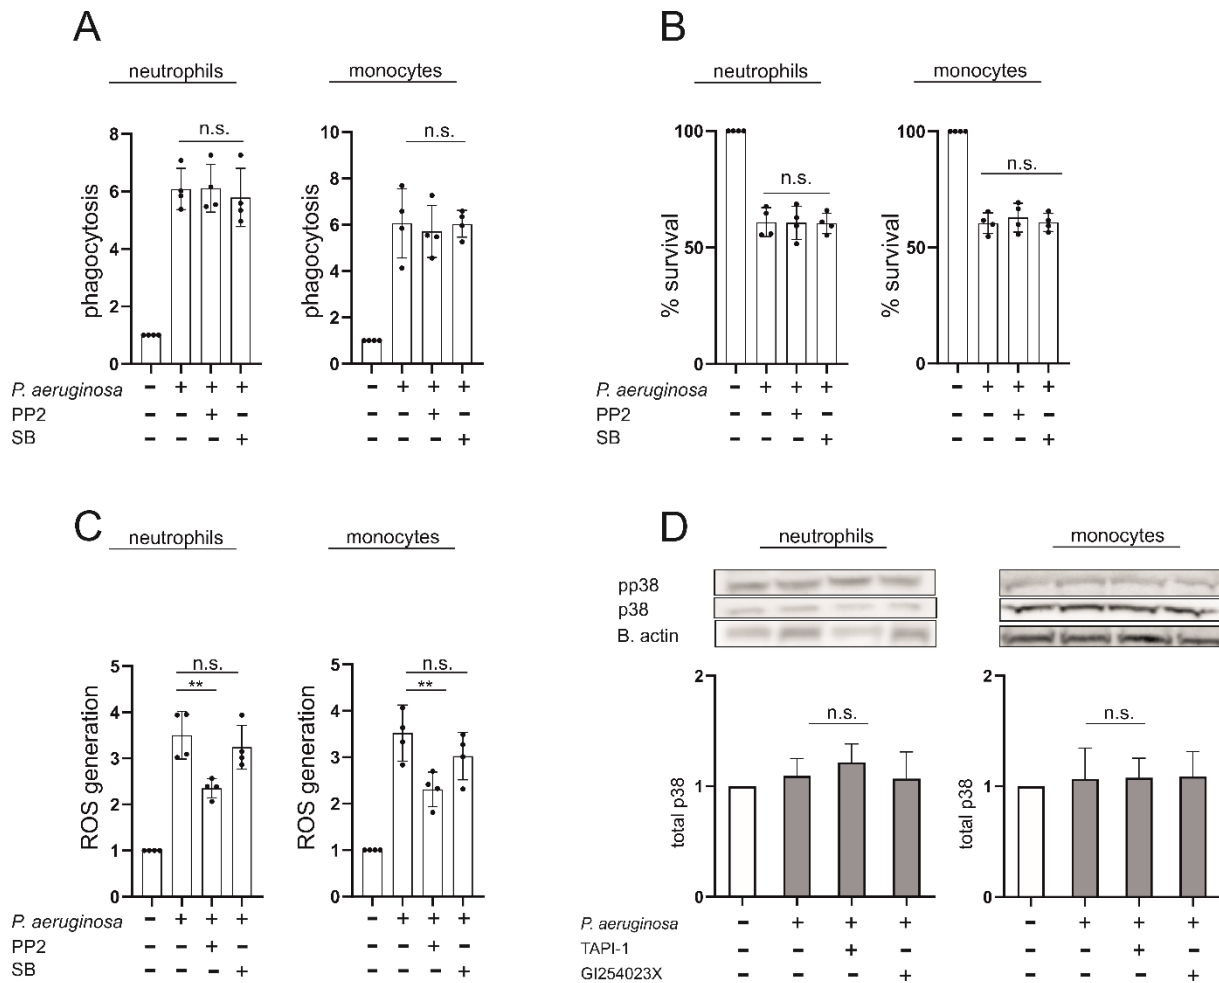 A
B
neutrophils
monocytes
neutrophils
monocytes
n.s.
n.s.
n.s.
n.s.
phagocytosis
8
6
4
2
0
phagocytosis
10
8
6
4
2
0
% survival
100
50
0
% survival
100
50
0
P. aeruginosa - + + + - + + + - + + + - + + +
PP2 - - + - - - + - - - + - - - + -
SB - - - + - - - + - - - + - - - +
C
D
neutrophils
monocytes
neutrophils
monocytes
pp38
p38
B. actin
n.s.
**
n.s.
**
n.s.
n.s.
ROS generation
5
4
3
2
1
0
ROS generation
5
4
3
2
1
0
total p38
2
1
0
total p38
2
1
0
P. aeruginosa - + + + - + + +
PP2 - - + - - - + -
SB - - - + - - - +
P. aeruginosa - + + + - + + +
TAPI-1 - - + - - - + -
GI254023X - - - + - - - +